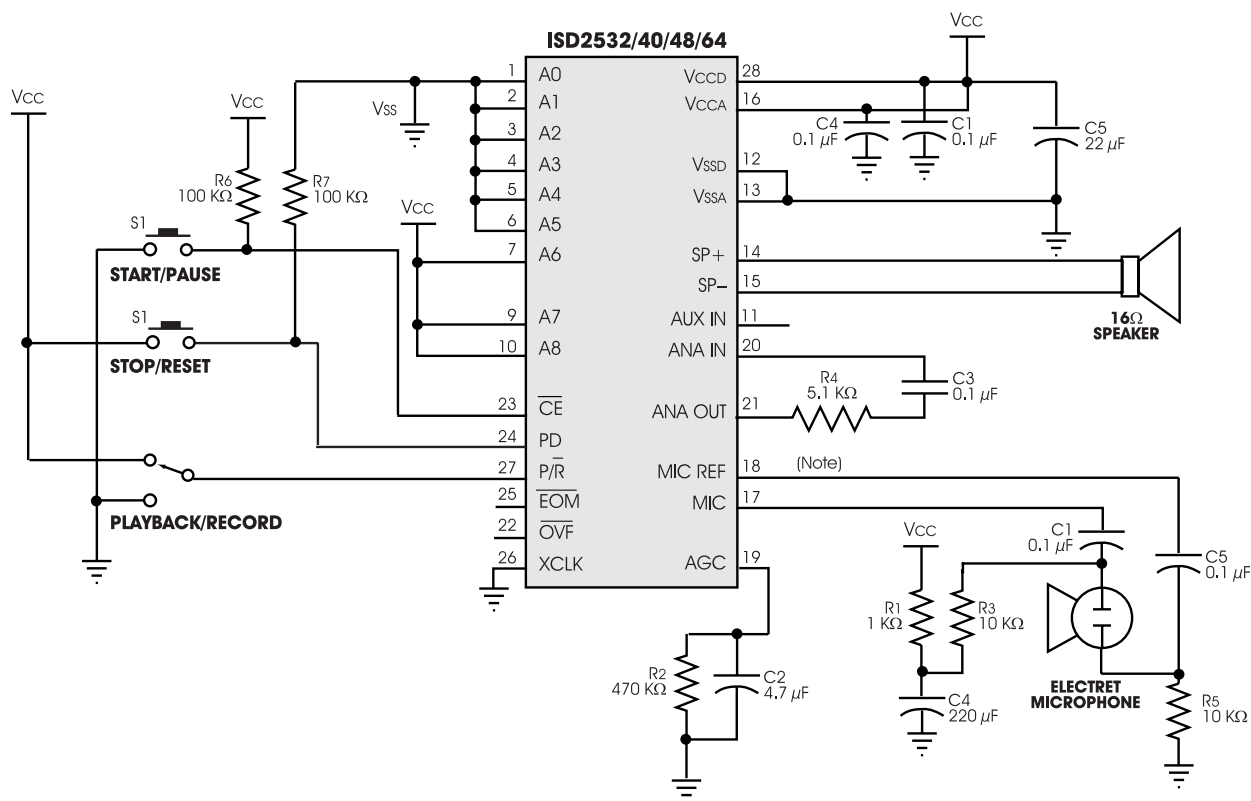 ISD2532/40/48/64
VCC
VCC
VCC
VSS
R6
100 KΩ
R7
100 KΩ
S1
START/PAUSE
S1
STOP/RESET
PLAYBACK/RECORD
VCC
1 A0
2 A1
3 A2
4 A3
5 A4
6 A5
7 A6
9 A7
10 A8
23 CE
24 PD
27 P/R
25 EOM
22 OVF
26 XCLK
VCCD 28
VCCA 16
VSSD 12
VSSA 13
SP+ 14
SP– 15
AUX IN 11
ANA IN 20
ANA OUT 21
MIC REF 18
MIC 17
AGC 19
C4
0.1 µF
C1
0.1 µF
C5
22 µF
16Ω
SPEAKER
R4
5.1 KΩ
C3
0.1 µF
(Note)
VCC
C1
0.1 µF
C5
0.1 µF
R1
1 KΩ
R3
10 KΩ
R2
470 KΩ
C2
4.7 µF
C4
220 µF
ELECTRET
MICROPHONE
R5
10 KΩ